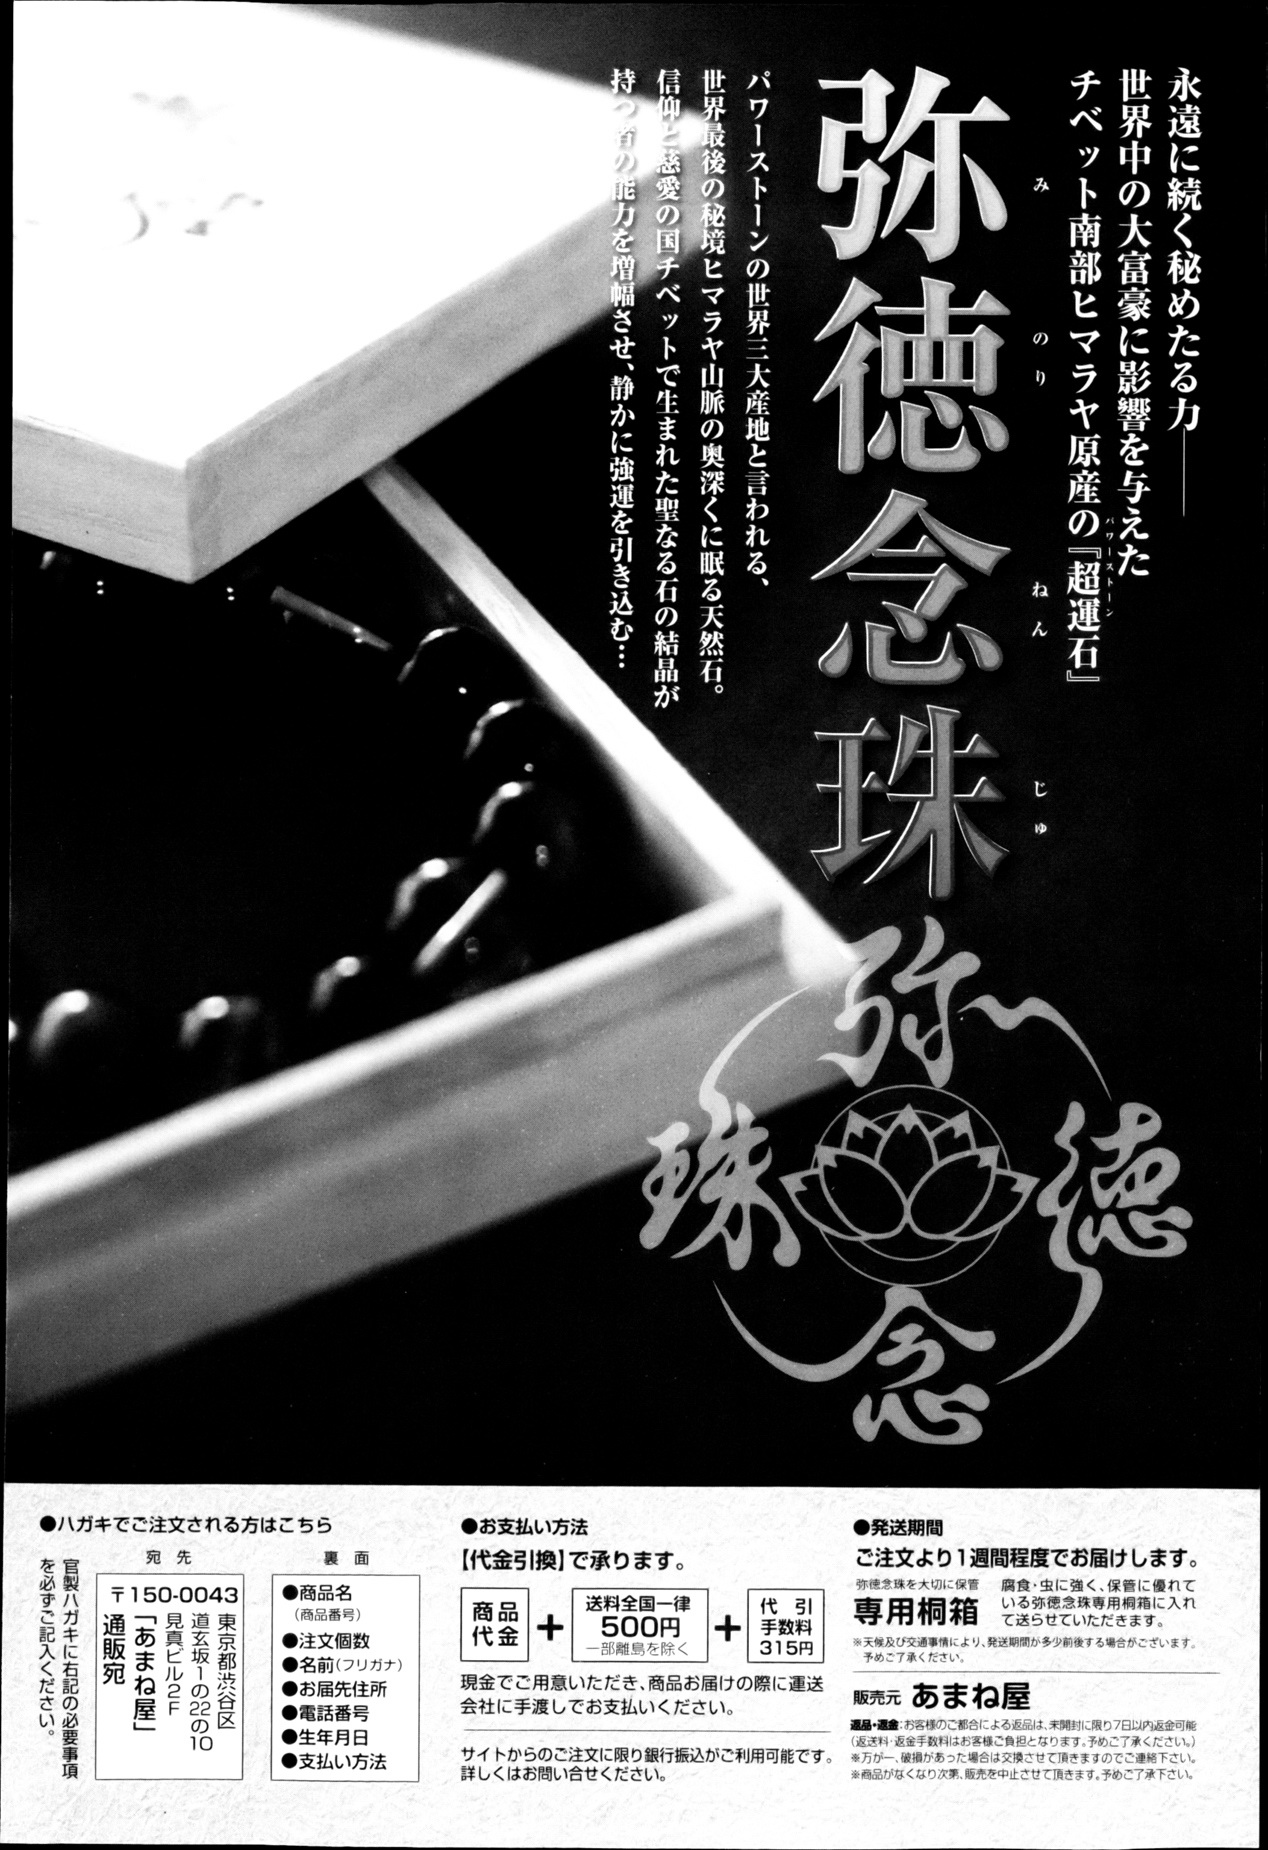 永遠に続く秘めたる力――
世界中の大富豪に影響を与えた
チベット南部ヒマラヤ原産の『超運石』
パワーストーン
弥徳念珠
みのりねんじゅ
パワーストーンの世界三大産地と言われる、
世界最後の秘境ヒマラヤ山脈の奥深くに眠る天然石。
信仰と慈愛の国チベットで生まれた聖なる石の結晶が
持つ者の能力を増幅させ、静かに強運を引き込む…
弥
徳
念
珠
●ハガキでご注文される方はこちら
官製ハガキに右記の必要事項
を必ずご記入ください。
宛先
〒150-0043
東京都渋谷区
道玄坂1の22の10
見真ビル2F
「あまね屋」
通販宛
裏面
●商品名
(商品番号)
●注文個数
●名前(フリガナ)
●お届先住所
●電話番号
●生年月日
●支払い方法
●お支払い方法
【代金引換】で承ります。
商品
代金
+
送料全国一律
500円
一部離島を除く
+
代引
手数料
315円
現金でご用意いただき、商品お届けの際に運送
会社に手渡しでお支払いください。
サイトからのご注文に限り銀行振込がご利用可能です。
詳しくはお問い合せください。
●発送期間
ご注文より1週間程度でお届けします。
弥徳念珠を大切に保管
専用桐箱
腐食・虫に強く、保管に優れて
いる弥徳念珠専用桐箱に入れ
て送らせていただきます。
※天候及び交通事情により、発送期間が多少前後する場合がございます。
予めご了承ください。
販売元 あまね屋
返品・返金:お客様のご都合による返品は、未開封に限り7日以内返金可能
(返送料・返金手数料はお客様ご負担となります。予めご了承ください。)
※万が一、破損があった場合は交換させて頂きますのでご連絡下さい。
※商品がなくなり次第、販売を中止させて頂きます。予めご了承下さい。